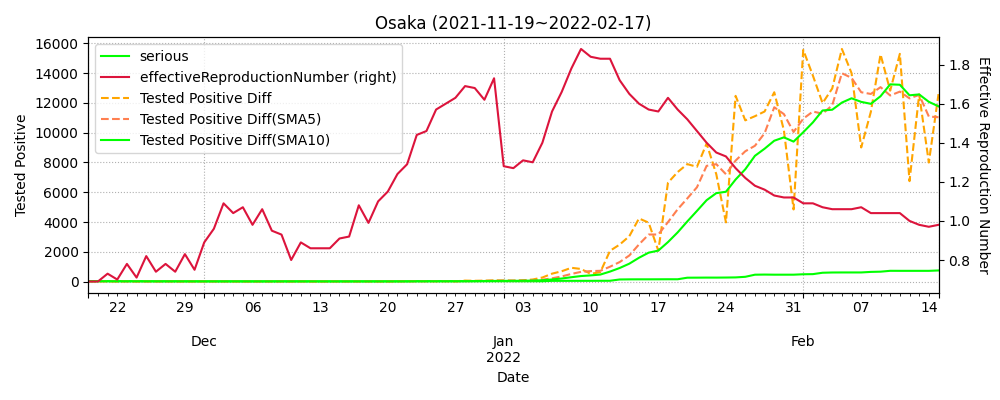 Osaka (2021-11-19~2022-02-17)
serious
effectiveReproductionNumber (right)
Tested Positive Diff
Tested Positive Diff(SMA5)
Tested Positive Diff(SMA10)
Tested Positive
16000
14000
12000
10000
8000
6000
4000
2000
0
Effective Reproduction Number
1.8
1.6
1.4
1.2
1.0
0.8
22 29 06 13 20 27 03 10 17 24 31 07 14
Dec Jan Feb
2022
Date